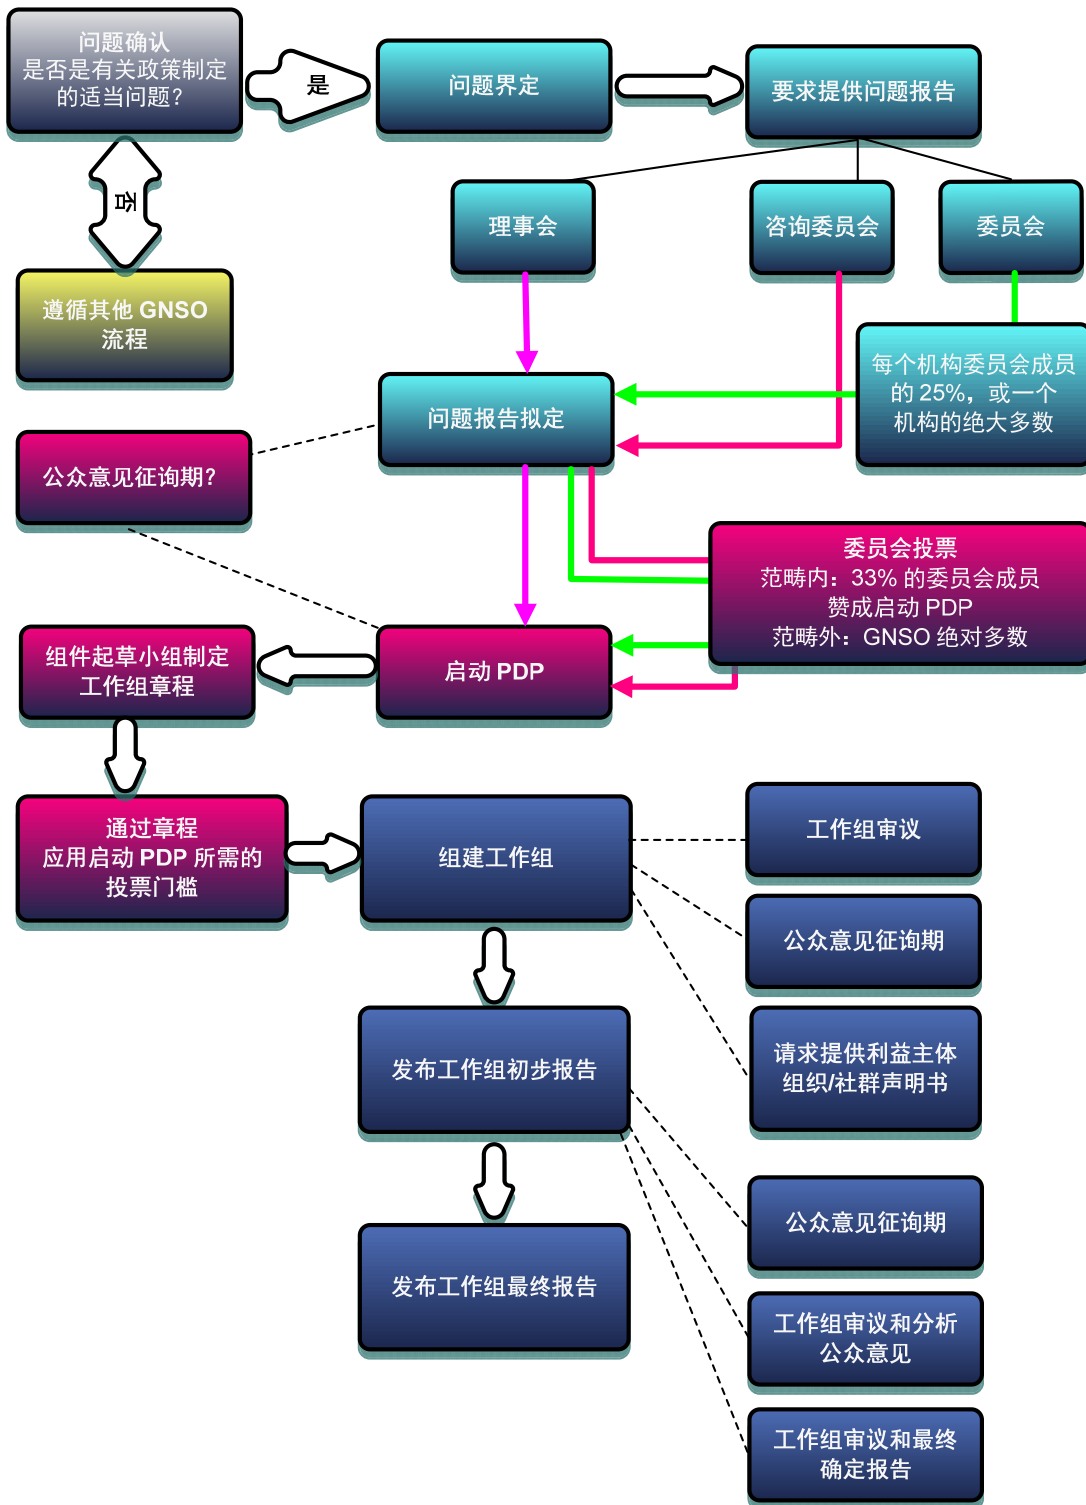 问题确认
是否是有关政策制定
的适当问题?
是
问题界定
要求提供问题报告
否
理事会
咨询委员会
委员会
遵循其他 GNSO
流程
每个机构委员会成员
的 25%，或一个
机构的绝大多数
问题报告拟定
公众意见征询期?
委员会投票
范畴内：33% 的委员会成员
赞成启动 PDP
范畴外：GNSO 绝对多数
组件起草小组制定
工作组章程
启动 PDP
通过章程
应用启动 PDP 所需的
投票门槛
组建工作组
工作组审议
公众意见征询期
请求提供利益主体
组织/社群声明书
发布工作组初步报告
公众意见征询期
发布工作组最终报告
工作组审议和分析
公众意见
工作组审议和最终
确定报告